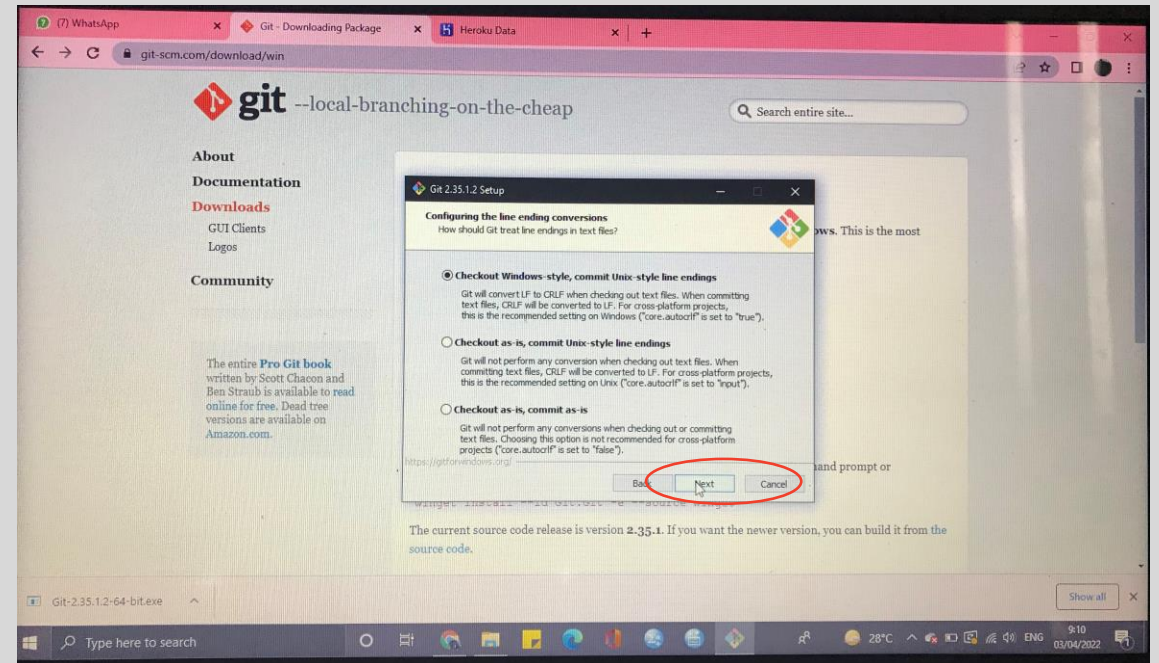 (7) WhatsApp
Git - Downloading Package
Heroku Data
git-scm.com/download/win
git --local-branching-on-the-cheap
Search entire site...
About
Documentation
Downloads
GUI Clients
Logos
Community
The entire Pro Git book
written by Scott Chacon and
Ben Straub is available to read
online for free. Dead tree
versions are available on
Amazon.com.
ows. This is the most
Git 2.35.1.2 Setup
Configuring the line ending conversions
How should Git treat line endings in text files?
Checkout Windows-style, commit Unix-style line endings
Git will convert LF to CRLF when checking out text files. When committing
text files, CRLF will be converted to LF. For cross-platform projects,
this is the recommended setting on Windows ("core.autocrlf" is set to "true").
Checkout as-is, commit Unix-style line endings
Git will not perform any conversion when checking out text files. When
committing text files, CRLF will be converted to LF. For cross-platform projects,
this is the recommended setting on Unix ("core.autocrlf" is set to "input").
Checkout as-is, commit as-is
Git will not perform any conversions when checking out or committing
text files. Choosing this option is not recommended for cross-platform
projects ("core.autocrlf" is set to "false").
https://gitforwindows.org/
Back
Next
Cancel
and prompt or
The current source code release is version 2.35.1. If you want the newer version, you can build it from the
source code.
Git-2.35.1.2-64-bit.exe
Show all
Type here to search
28°C
ENG
9:10
03/04/2022